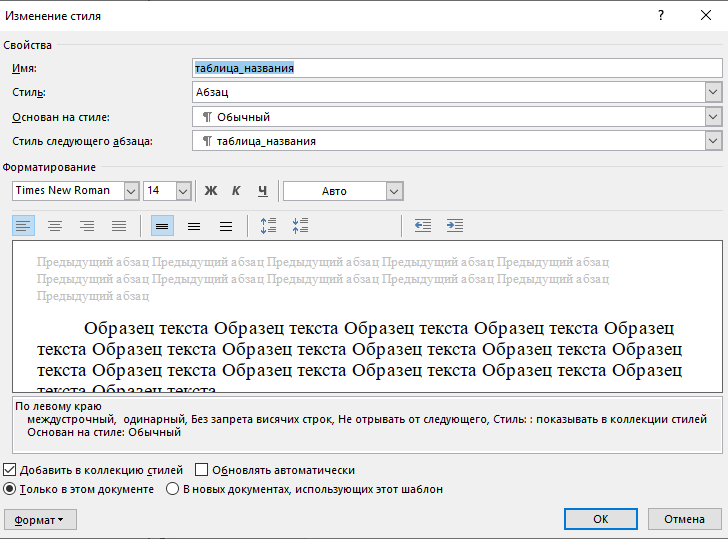 Изменение стиля ? ×
Свойства
Имя: таблица_названия
Стиль: Абзац
Основан на стиле: ¶ Обычный
Стиль следующего абзаца: ¶ таблица_названия
Форматирование
Times New Roman 14 Ж К Ч Авто
Предыдущий абзац Предыдущий абзац Предыдущий абзац Предыдущий абзац Предыдущий абзац
Предыдущий абзац Предыдущий абзац Предыдущий абзац Предыдущий абзац Предыдущий абзац
Предыдущий абзац
Образец текста Образец текста Образец текста Образец текста Образец
текста Образец текста Образец текста Образец текста Образец текста Образец
текста Образец текста Образец текста Образец текста Образец текста Образец
текста Образец текста
По левому краю
междустрочный, одинарный, Без запрета висячих строк, Не отрывать от следующего, Стиль: : показывать в коллекции стилей
Основан на стиле: Обычный
Добавить в коллекцию стилей Обновлять автоматически
Только в этом документе В новых документах, использующих этот шаблон
Формат ОК Отмена